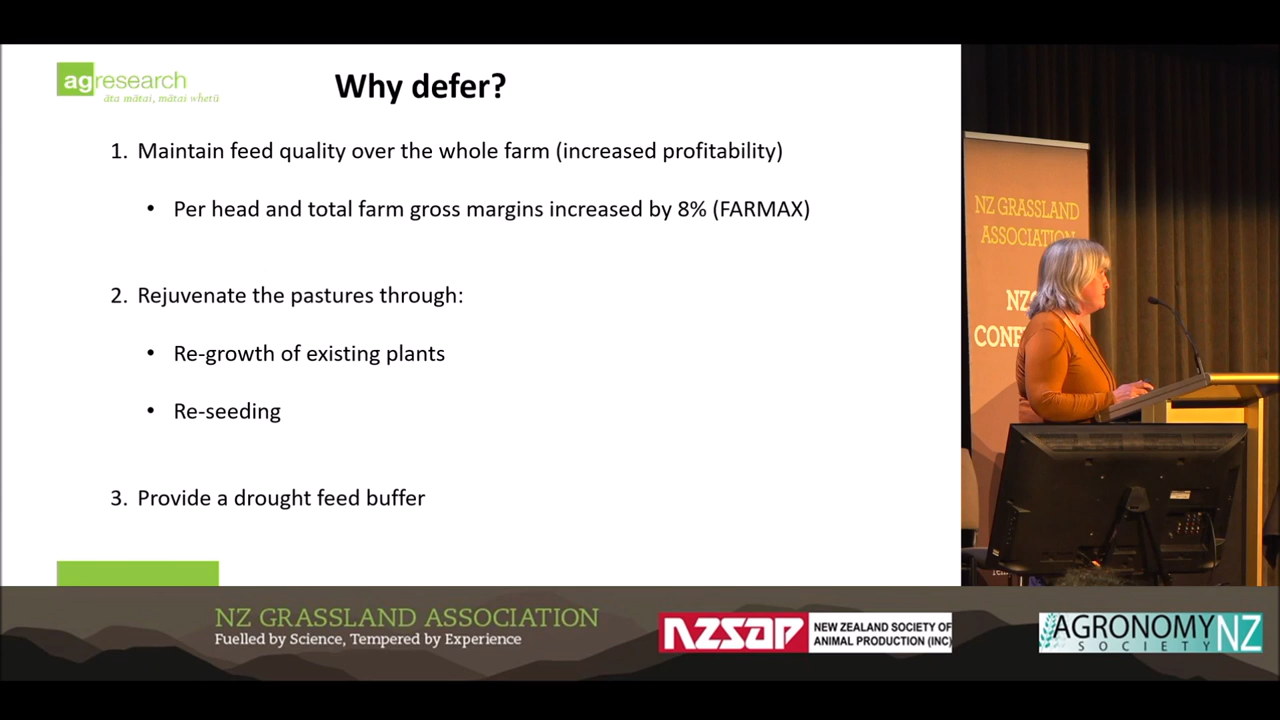 agresearch
āta mātai, mātai whetū
Why defer?
1. Maintain feed quality over the whole farm (increased profitability)
• Per head and total farm gross margins increased by 8% (FARMAX)
2. Rejuvenate the pastures through:
• Re-growth of existing plants
• Re-seeding
3. Provide a drought feed buffer
NZ GRASSLAND
ASSOCIATION
NZ GRASSLAND ASSOCIATION
Fuelled by Science, Tempered by Experience
NZSAP
NEW ZEALAND SOCIETY OF
ANIMAL PRODUCTION (INC)
AGRONOMY NZ
SOCIETY